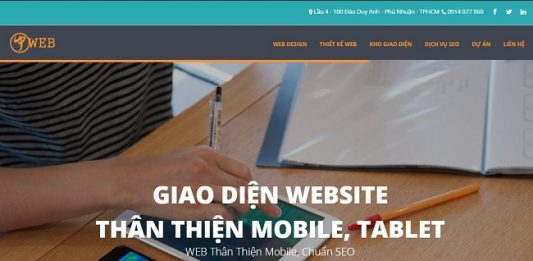 Lầu 4 - 100 Đào Duy Anh - Phú Nhuận - TPHCM 0914 077 868
UP WEB
WEB DESIGN THIẾT KẾ WEB KHO GIAO DIỆN DỊCH VỤ SEO DỰ ÁN LIÊN HỆ
GIAO DIỆN WEBSITE
THÂN THIỆN MOBILE, TABLET
WEB Thân Thiện Mobile, Chuẩn SEO